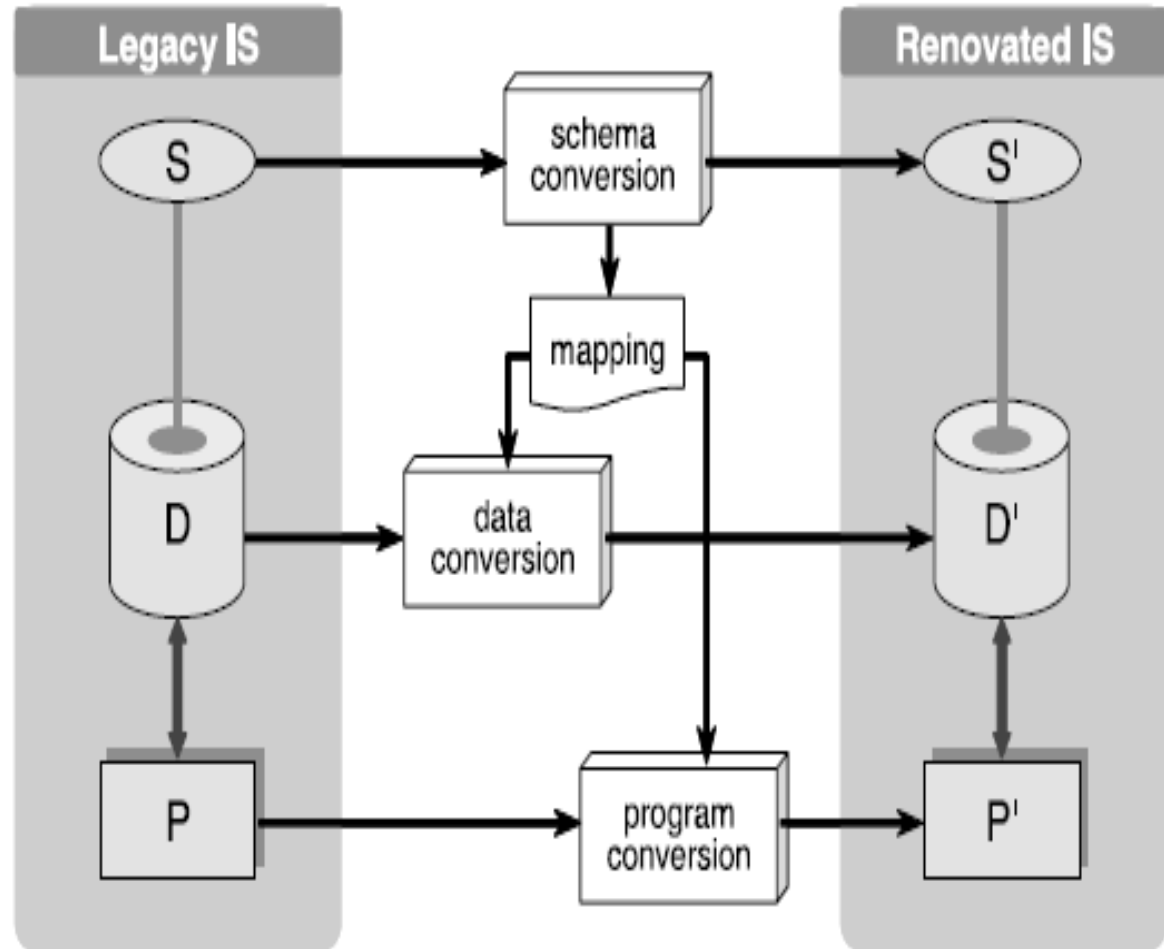 Legacy IS
Renovated IS
S
schema
conversion
S'
mapping
D
data
conversion
D'
P
program
conversion
P'